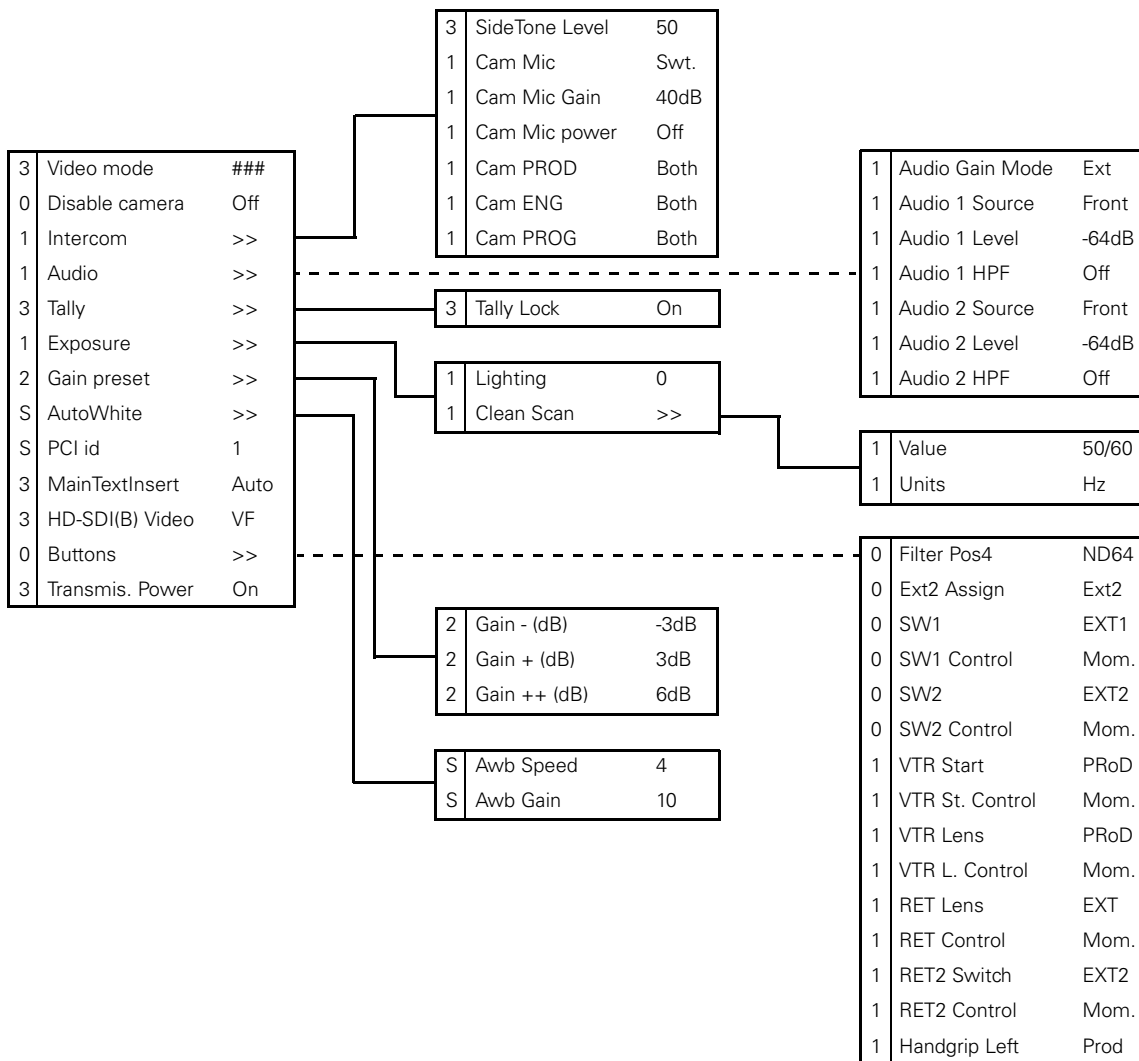 3 SideTone Level 50
1 Cam Mic Swt.
1 Cam Mic Gain 40dB
1 Cam Mic power Off
1 Cam PROD Both
1 Cam ENG Both
1 Cam PROG Both
3 Video mode ###
0 Disable camera Off
1 Intercom >>
1 Audio >>
3 Tally >>
1 Exposure >>
2 Gain preset >>
S AutoWhite >>
S PCI id 1
3 MainTextInsert Auto
3 HD-SDI(B) Video VF
0 Buttons >>
3 Transmis. Power On
1 Audio Gain Mode Ext
1 Audio 1 Source Front
1 Audio 1 Level -64dB
1 Audio 1 HPF Off
1 Audio 2 Source Front
1 Audio 2 Level -64dB
1 Audio 2 HPF Off
3 Tally Lock On
1 Lighting 0
1 Clean Scan >>
1 Value 50/60
1 Units Hz
2 Gain - (dB) -3dB
2 Gain + (dB) 3dB
2 Gain ++ (dB) 6dB
S Awb Speed 4
S Awb Gain 10
0 Filter Pos4 ND64
0 Ext2 Assign Ext2
0 SW1 EXT1
0 SW1 Control Mom.
0 SW2 EXT2
0 SW2 Control Mom.
1 VTR Start PRoD
1 VTR St. Control Mom.
1 VTR Lens PRoD
1 VTR L. Control Mom.
1 RET Lens EXT
1 RET Control Mom.
1 RET2 Switch EXT2
1 RET2 Control Mom.
1 Handgrip Left Prod